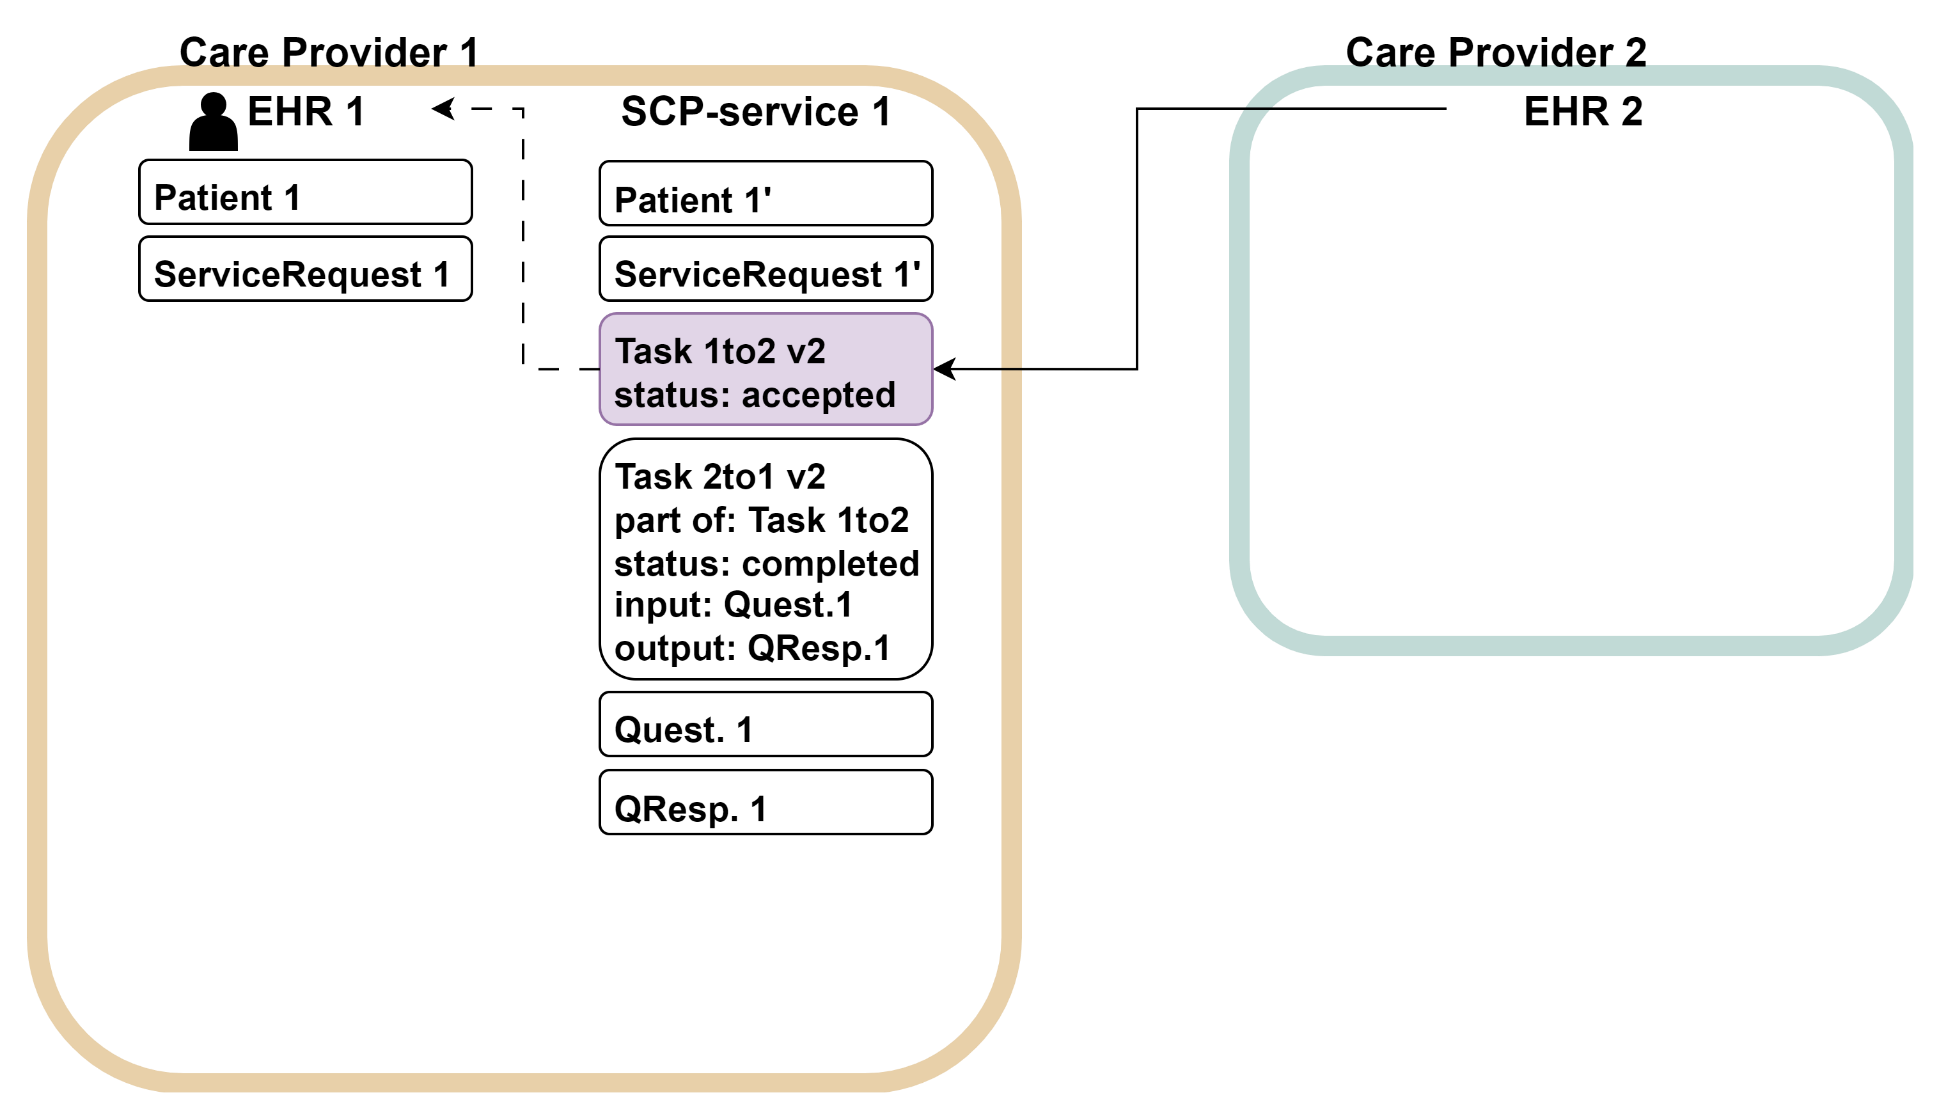 Care Provider 1
EHR 1
Patient 1
ServiceRequest 1
SCP-service 1
Patient 1'
ServiceRequest 1'
Task 1to2 v2
status: accepted
Task 2to1 v2
part of: Task 1to2
status: completed
input: Quest.1
output: QResp.1
Quest. 1
QResp. 1
Care Provider 2
EHR 2